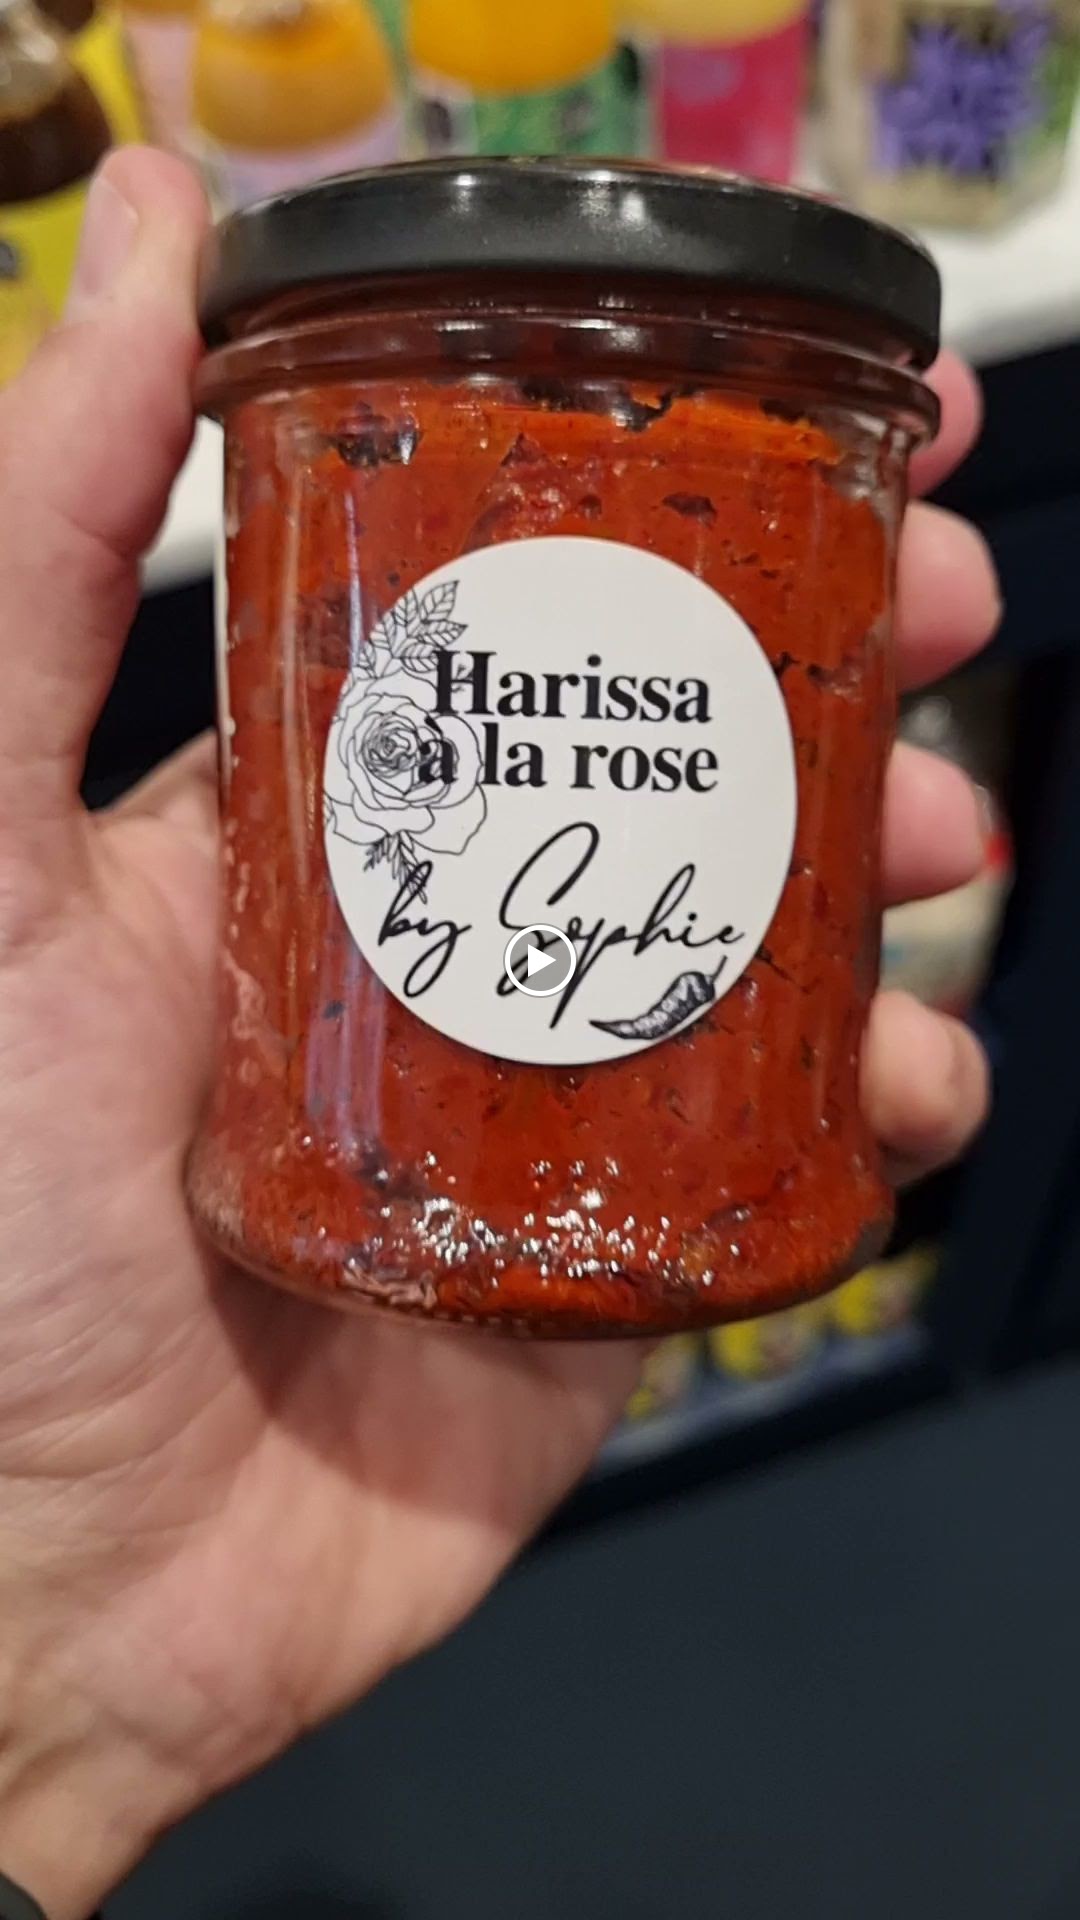 Harissa
à la rose
by Sophie